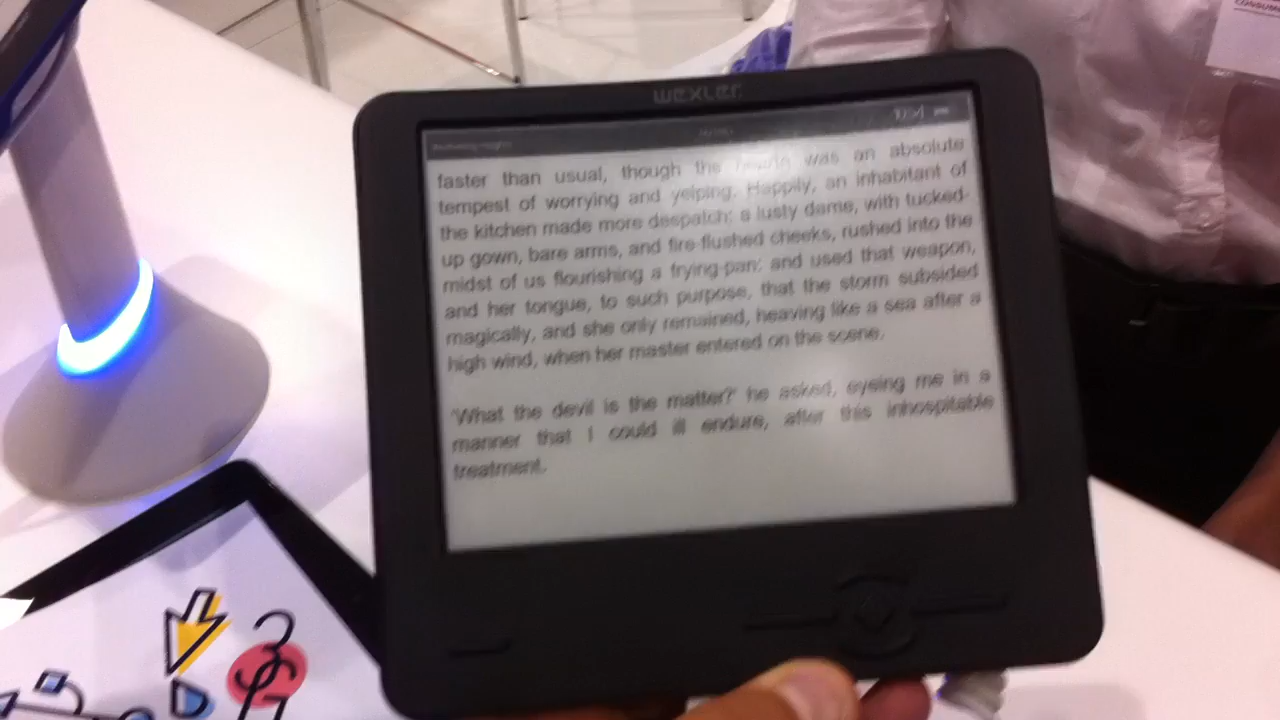 CONSUM
wexler
faster than usual, though the hearth was an absolute
tempest of worrying and yelping. Happily, an inhabitant of
the kitchen made more despatch: a lusty dame, with tucked-
up gown, bare arms, and fire-flushed cheeks, rushed into the
midst of us flourishing a frying-pan: and used that weapon,
and her tongue, to such purpose, that the storm subsided
magically, and she only remained, heaving like a sea after a
high wind, when her master entered on the scene.
'What the devil is the matter?' he asked, eyeing me in a
manner that I could ill endure, after this inhospitable
treatment.